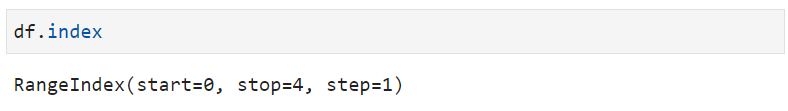 df.index
RangeIndex(start=0, stop=4, step=1)